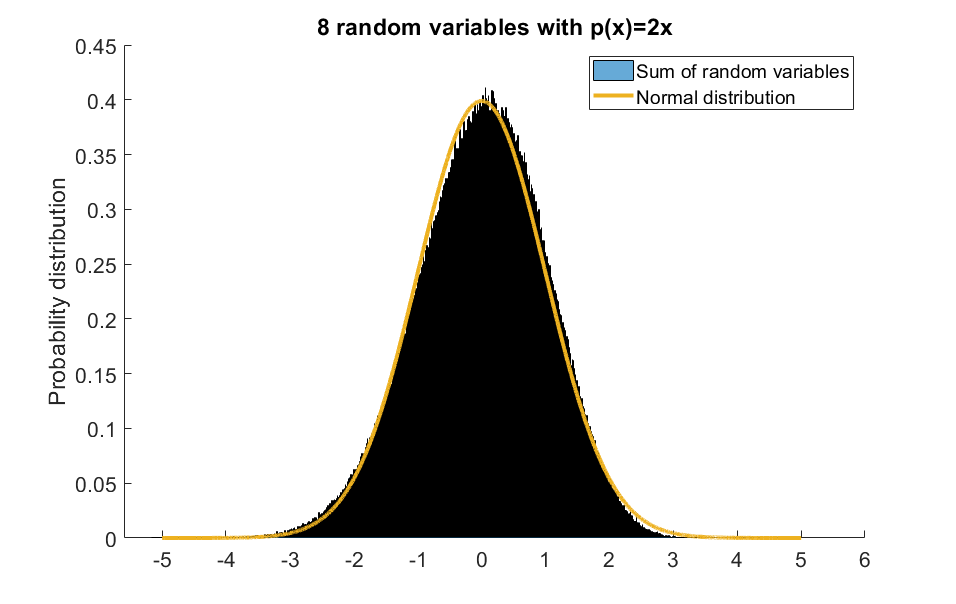 8 random variables with p(x)=2x
Sum of random variables
Normal distribution
Probability distribution
0.45
0.4
0.35
0.3
0.25
0.2
0.15
0.1
0.05
0
-5 -4 -3 -2 -1 0 1 2 3 4 5 6